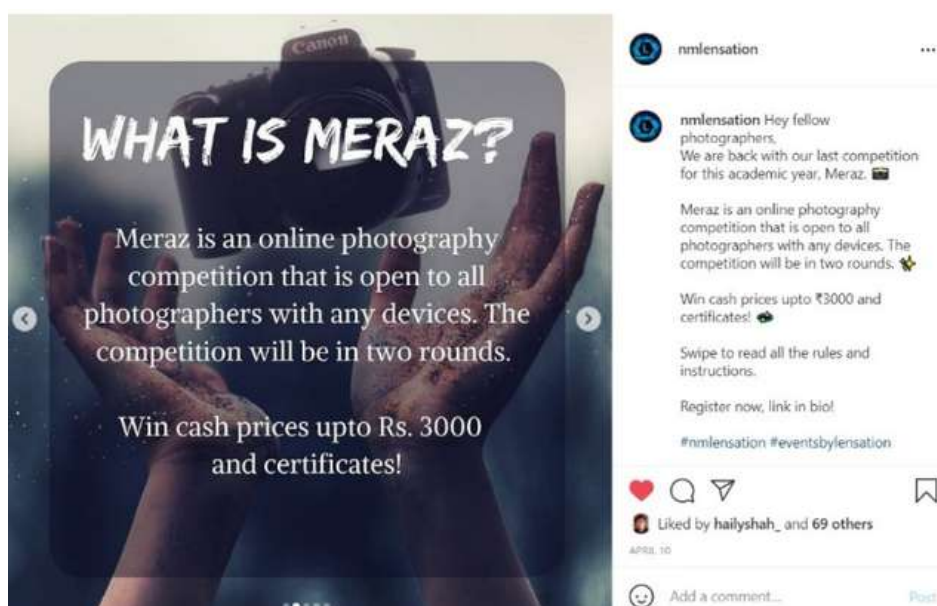 Canon
WHAT IS MERAZ?
Meraz is an online photography
competition that is open to all
photographers with any devices. The
competition will be in two rounds.
Win cash prices upto Rs. 3000
and certificates!
nmlensation
nmlensation Hey fellow
photographers,
We are back with our last competition
for this academic year, Meraz. 📷
Meraz is an online photography
competition that is open to all
photographers with any devices. The
competition will be in two rounds.
Win cash prices upto ₹3000 and
certificates!
Swipe to read all the rules and
instructions.
Register now, link in bio!
#nmlensation #eventsbylensation
Liked by hailyshah_ and 69 others
APRIL 10
Add a comment...
Post